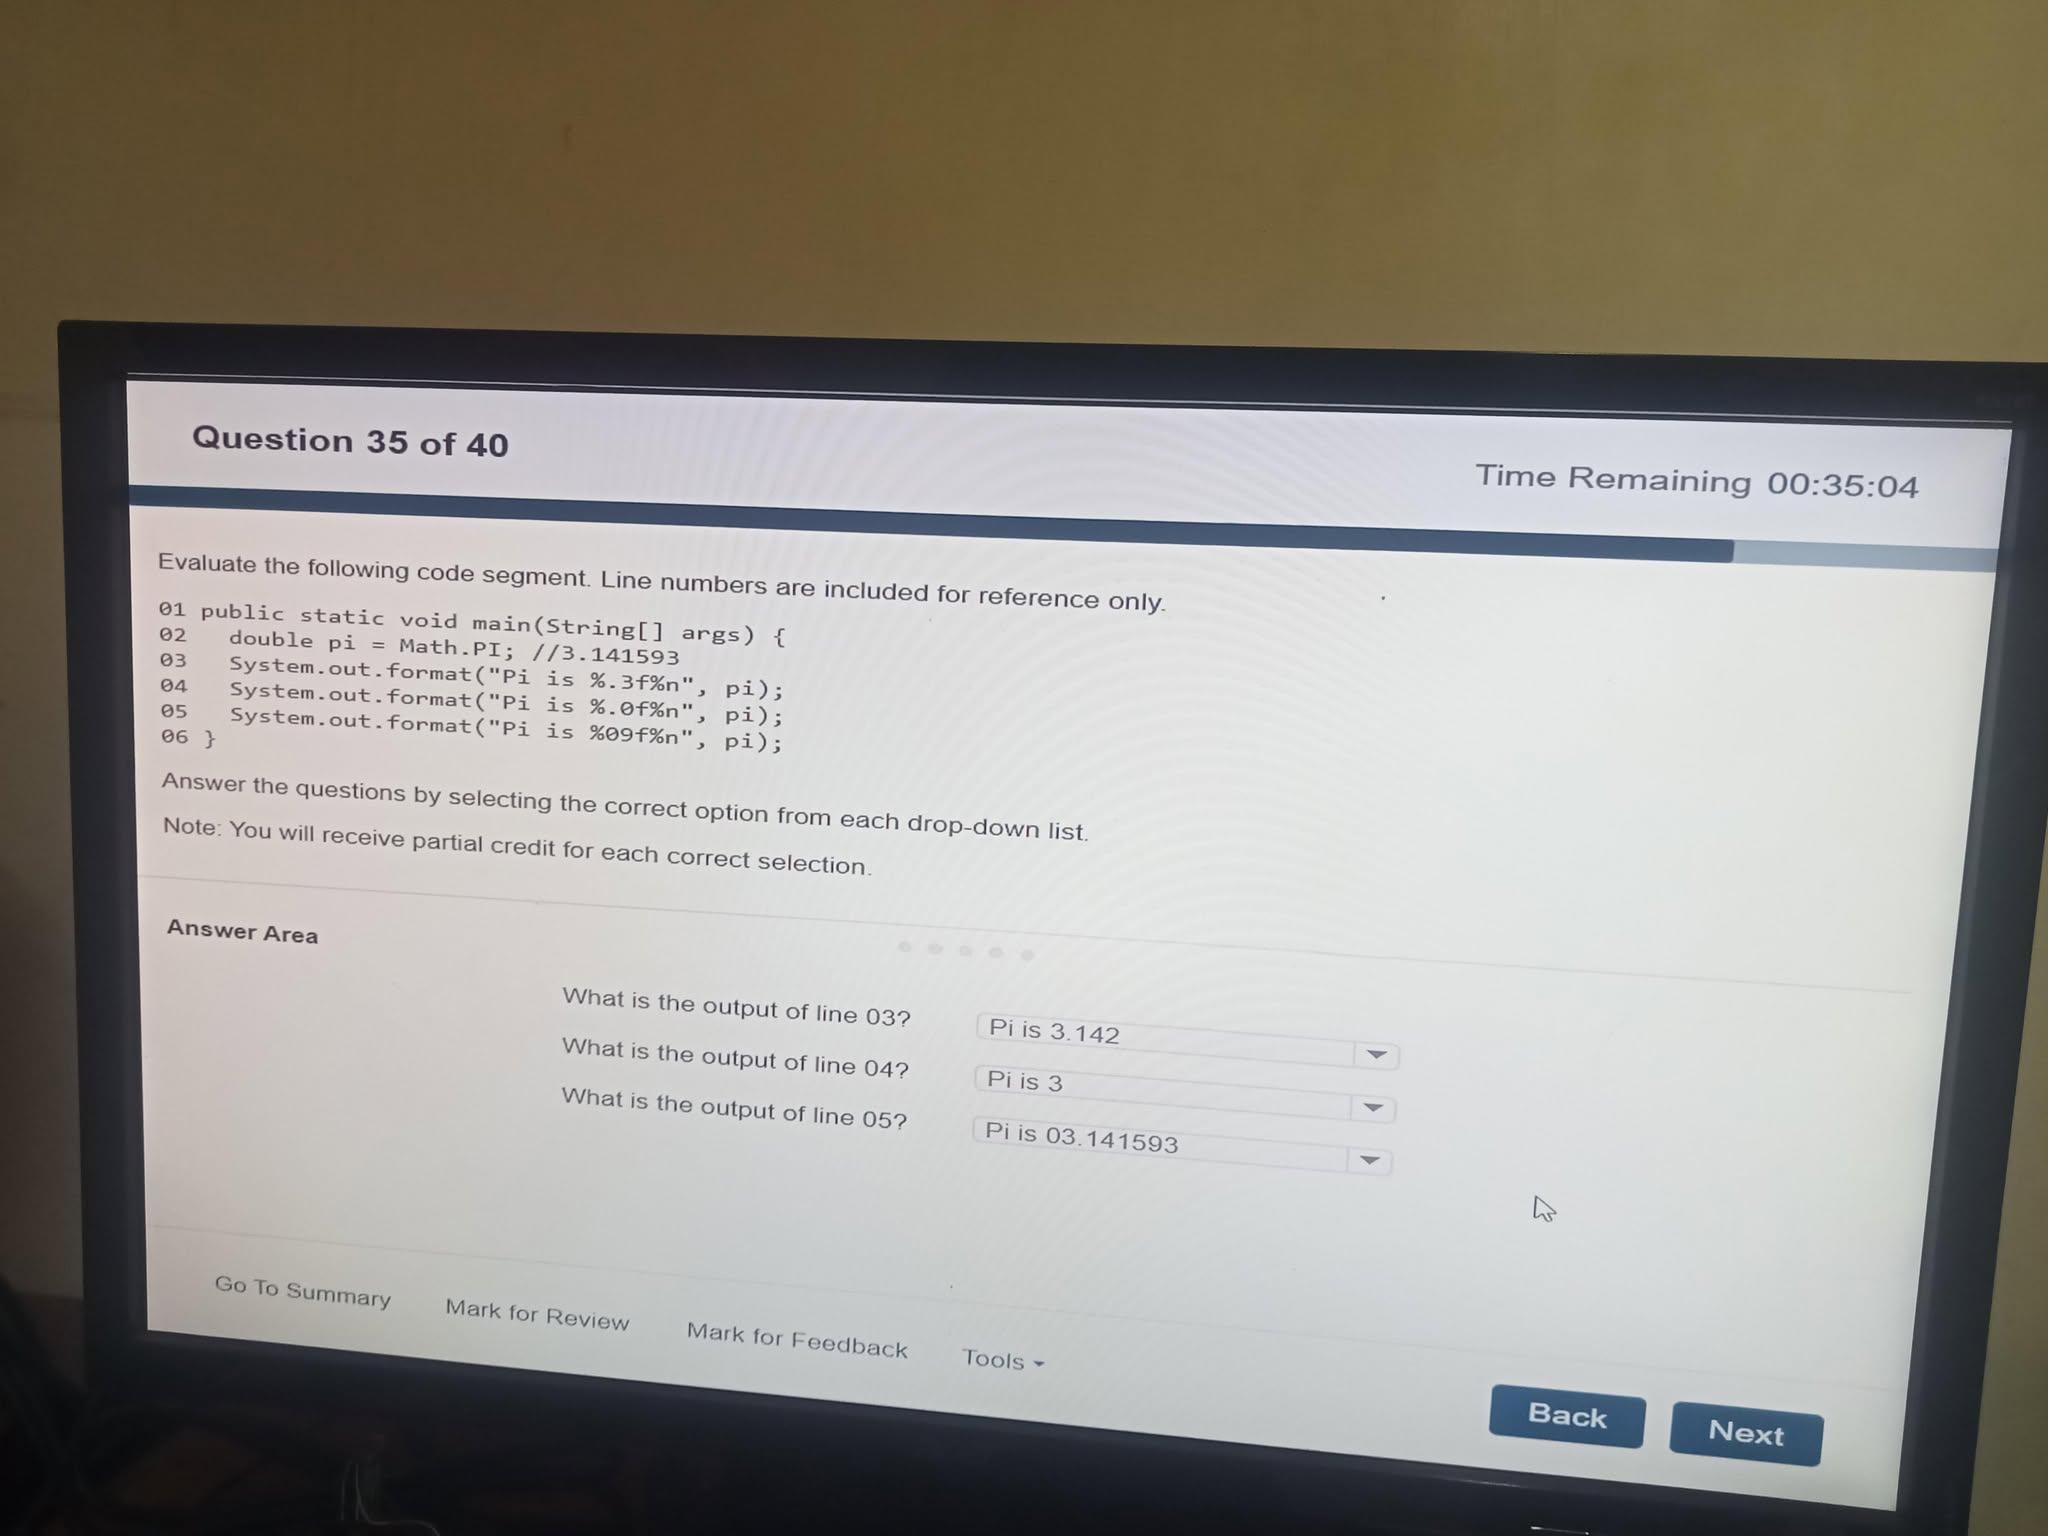 Question 35 of 40
Time Remaining 00:35:04
Evaluate the following code segment. Line numbers are included for reference only.
01 public static void main(String[] args) {
02   double pi = Math.PI; //3.141593
03   System.out.format("Pi is %.3f%n", pi);
04   System.out.format("Pi is %.0f%n", pi);
05   System.out.format("Pi is %09f%n", pi);
06 }
Answer the questions by selecting the correct option from each drop-down list.
Note: You will receive partial credit for each correct selection.
Answer Area
What is the output of line 03? Pi is 3.142
What is the output of line 04? Pi is 3
What is the output of line 05? Pi is 03.141593
Go To Summary Mark for Review Mark for Feedback Tools
Back Next